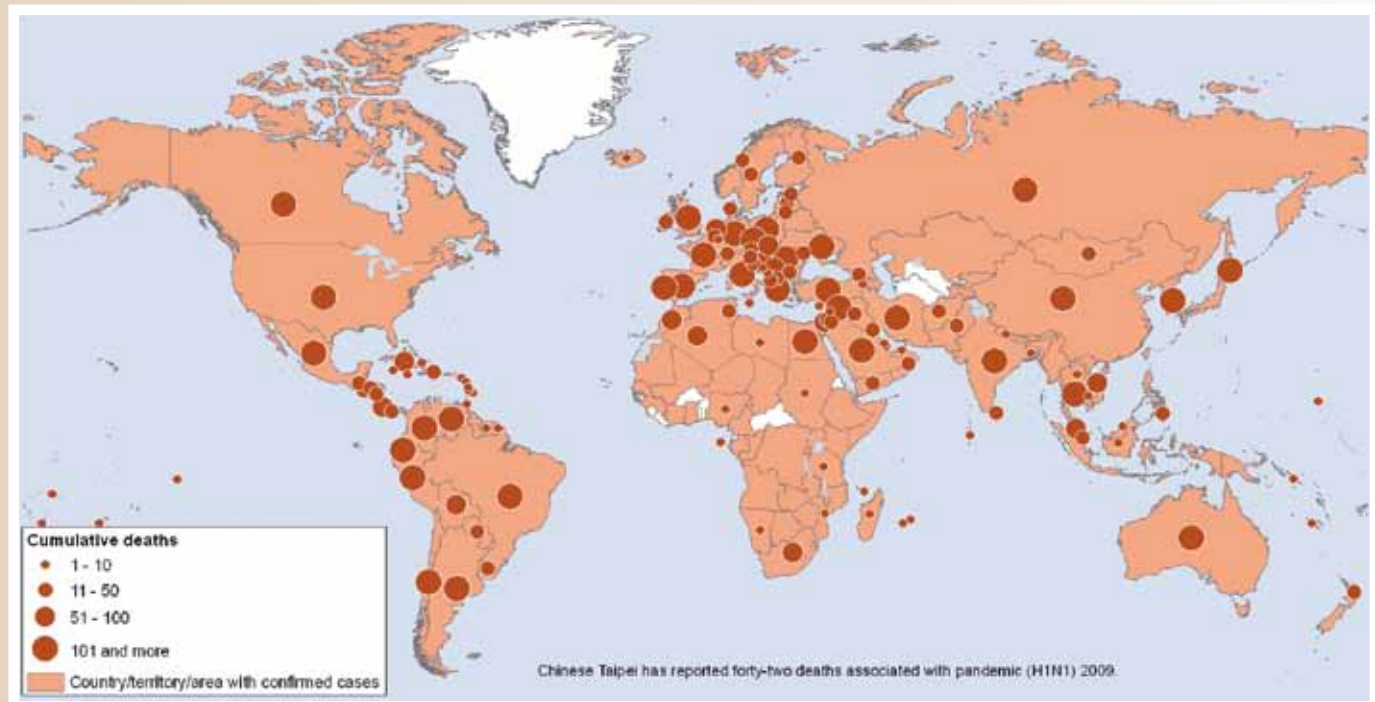 Cumulative deaths
1 - 10
11 - 50
51 - 100
101 and more
Country/territory/area with confirmed cases
Chinese Taipei has reported forty-two deaths associated with pandemic (H1N1) 2009.